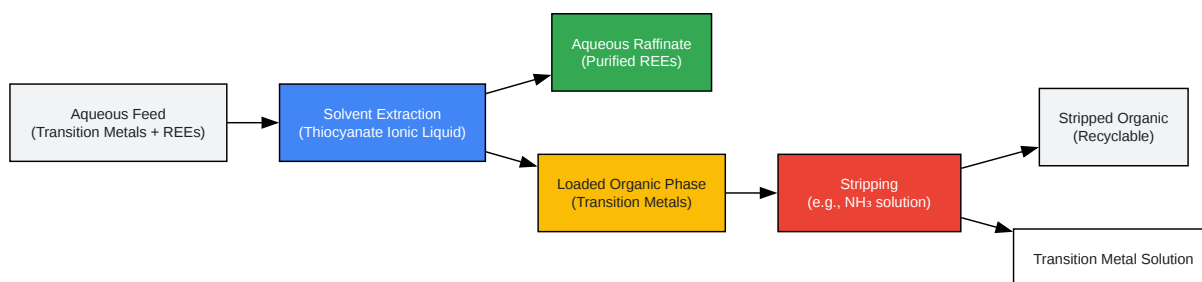 Aqueous Feed
(Transition Metals + REEs)
Solvent Extraction
(Thiocyanate Ionic Liquid)
Aqueous Raffinate
(Purified REEs)
Loaded Organic Phase
(Transition Metals)
Stripping
(e.g., NH₃ solution)
Stripped Organic
(Recyclable)
Transition Metal Solution